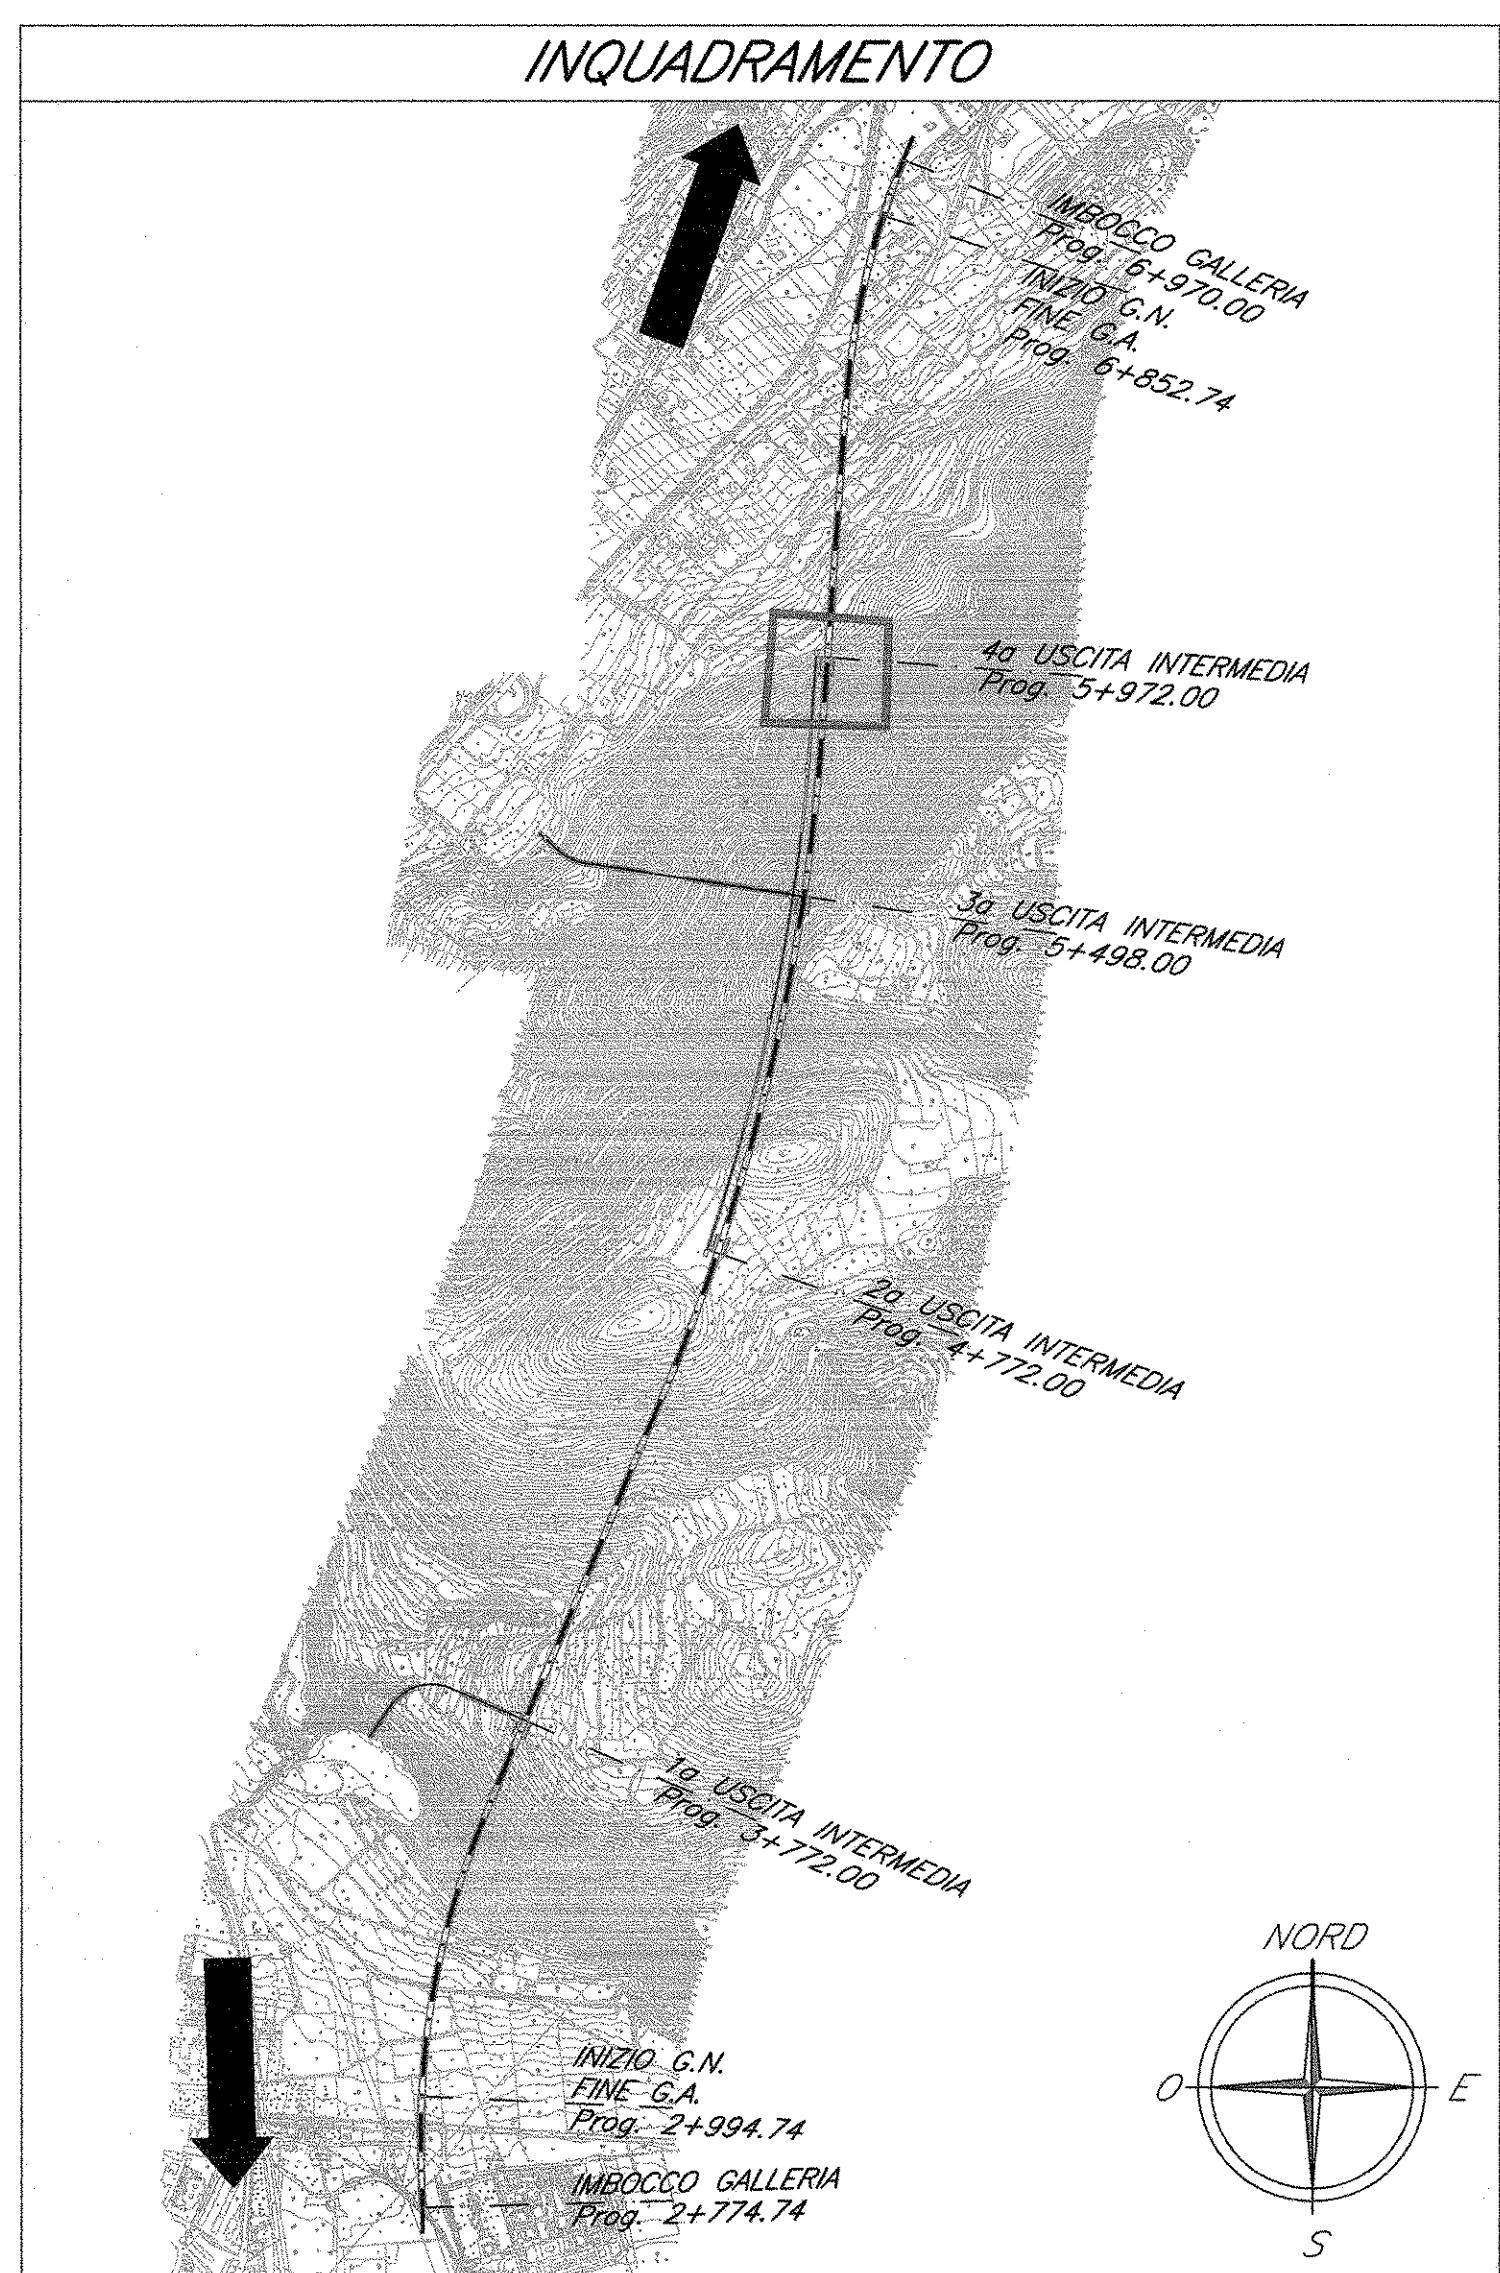 INQUADRAMENTO
IMBOCCO GALLERIA
Prog. 6+970.00
INIZIO G.N.
FINE G.A.
Prog. 6+852.74
4a USCITA INTERMEDIA
Prog. 5+972.00
3a USCITA INTERMEDIA
Prog. 5+498.00
2a USCITA INTERMEDIA
Prog. 4+772.00
1a USCITA INTERMEDIA
Prog. 3+772.00
INIZIO G.N.
FINE G.A.
Prog. 2+994.74
IMBOCCO GALLERIA
Prog. 2+774.74
NORD
O E
S